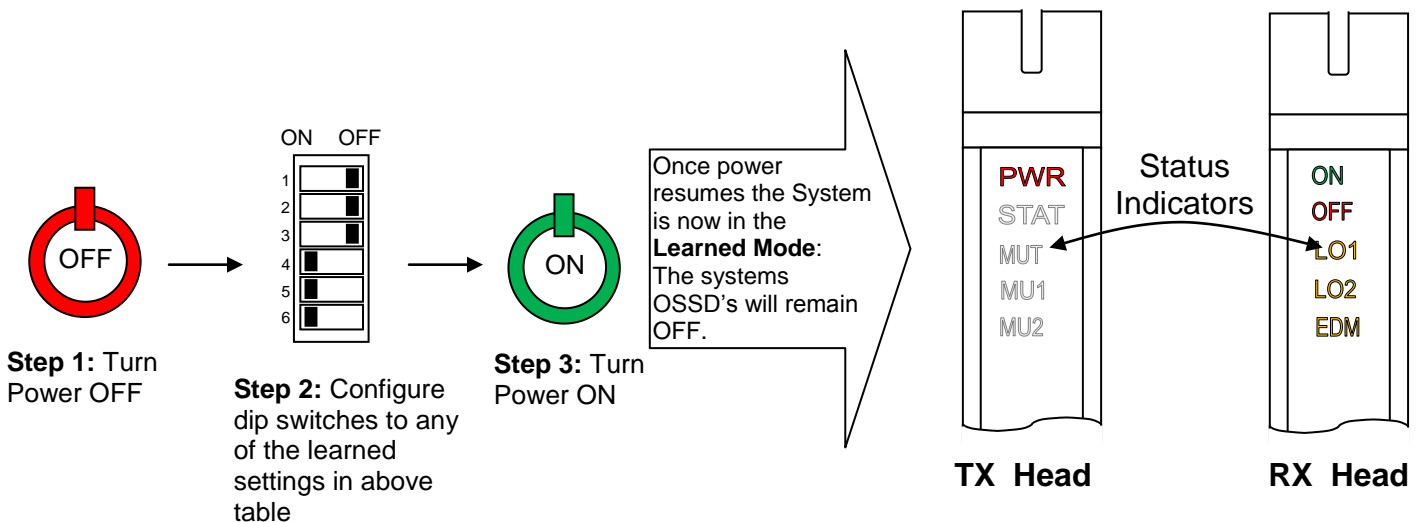 OFF
Step 1: Turn
Power OFF
ON OFF
1
2
3
4
5
6
Step 2: Configure
dip switches to any
of the learned
settings in above
table
ON
Step 3: Turn
Power ON
Once power
resumes the System
is now in the
Learned Mode:
The systems
OSSD's will remain
OFF.
PWR
STAT
MUT
MU1
MU2
TX Head
Status
Indicators
ON
OFF
LO1
LO2
EDM
RX Head